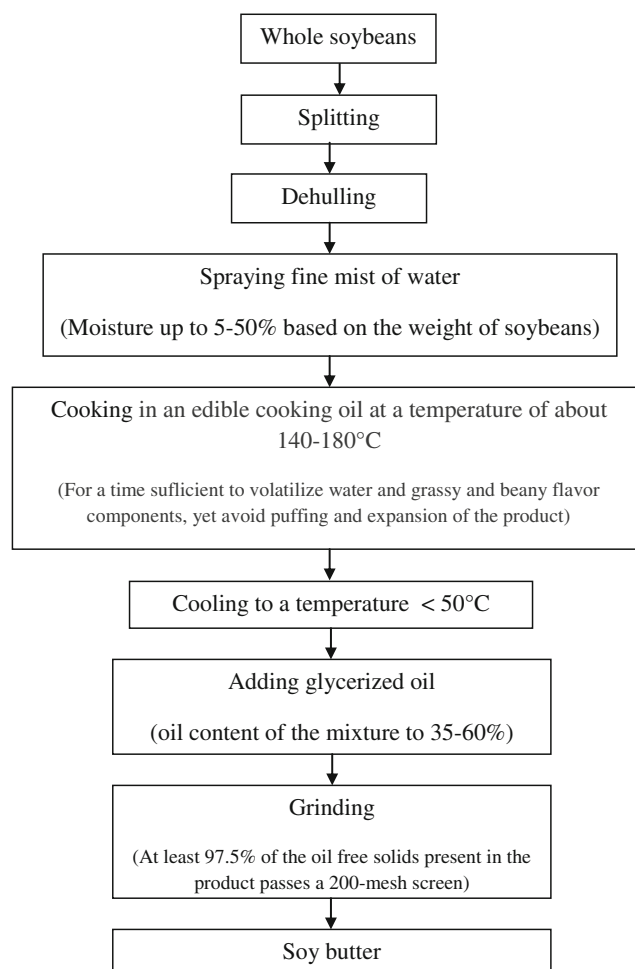 Whole soybeans
Splitting
Dehulling
Spraying fine mist of water
(Moisture up to 5-50% based on the weight of soybeans)
Cooking in an edible cooking oil at a temperature of about
140-180°C
(For a time suflicient to volatilize water and grassy and beany flavor
components, yet avoid puffing and expansion of the product)
Cooling to a temperature < 50°C
Adding glycerized oil
(oil content of the mixture to 35-60%)
Grinding
(At least 97.5% of the oil free solids present in the
product passes a 200-mesh screen)
Soy butter